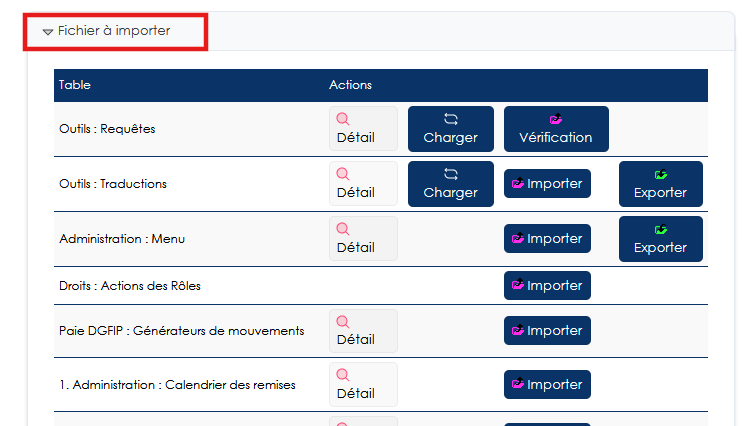 Fichier à importer
Table Actions
Outils : Requêtes Détail Charger Vérification
Outils : Traductions Détail Charger Importer Exporter
Administration : Menu Détail Importer Exporter
Droits : Actions des Rôles Importer
Paie DGFIP : Générateurs de mouvements Détail Importer
1. Administration : Calendrier des remises Détail Importer